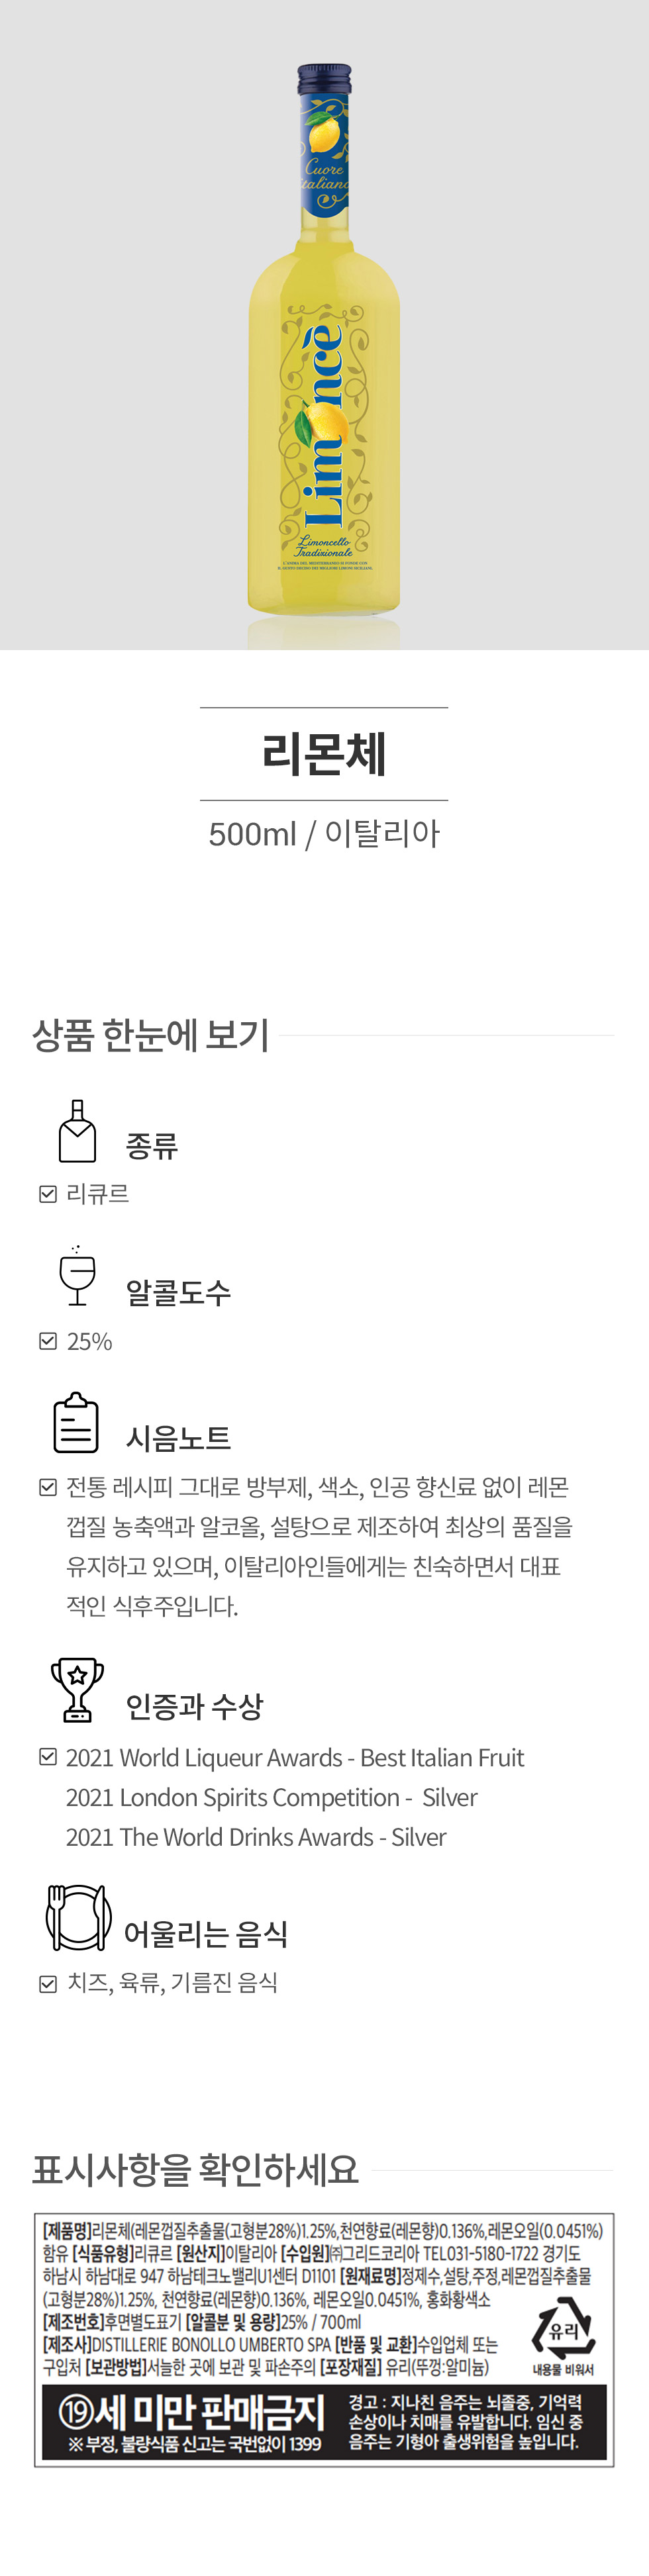 Cuore
Italiano
Limoncè
Limoncello
Tradizionale
L'ANIMA DEL MEDITERRANEO SI FONDE CON
IL GUSTO DECISO DEI MIGLIORI LIMONI SICILIANI.
리몬체
500ml / 이탈리아
상품 한눈에 보기
종류
리큐르
알콜도수
25%
시음노트
전통 레시피 그대로 방부제, 색소, 인공 향신료 없이 레몬
껍질 농축액과 알코올, 설탕으로 제조하여 최상의 품질을
유지하고 있으며, 이탈리아인들에게는 친숙하면서 대표
적인 식후주입니다.
인증과 수상
2021 World Liqueur Awards - Best Italian Fruit
2021 London Spirits Competition - Silver
2021 The World Drinks Awards - Silver
어울리는 음식
치즈, 육류, 기름진 음식
표시사항을 확인하세요
[제품명]리몬체(레몬껍질추출물(고형분28%)1.25%,천연향료(레몬향)0.136%,레몬오일(0.0451%)
함유 [식품유형]리큐르 [원산지]이탈리아 [수입원]㈜그리드코리아 TEL031-5180-1722 경기도
하남시 하남대로 947 하남테크노밸리U1센터 D1101 [원재료명]정제수,설탕,주정,레몬껍질추출물
(고형분28%)1.25%, 천연향료(레몬향)0.136%, 레몬오일0.0451%, 홍화황색소
[제조번호]후면별도표기 [알콜분 및 용량]25% / 700ml
[제조사]DISTILLERIE BONOLLO UMBERTO SPA [반품 및 교환]수입업체 또는
구입처 [보관방법]서늘한 곳에 보관 및 파손주의 [포장재질] 유리(뚜껑:알미늄)
유리
내용물 비워서
⑲세 미만 판매금지
※ 부정, 불량식품 신고는 국번없이 1399
경고 : 지나친 음주는 뇌졸중, 기억력
손상이나 치매를 유발합니다. 임신 중
음주는 기형아 출생위험을 높입니다.